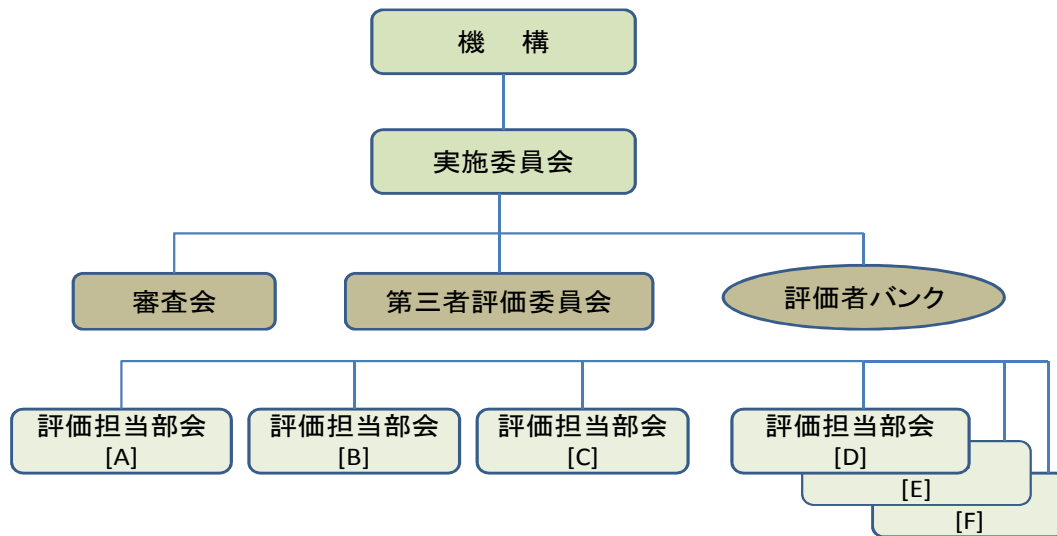 機 構
実施委員会
審査会
第三者評価委員会
評価者バンク
評価担当部会
[A]
評価担当部会
[B]
評価担当部会
[C]
評価担当部会
[D]
[E]
[F]